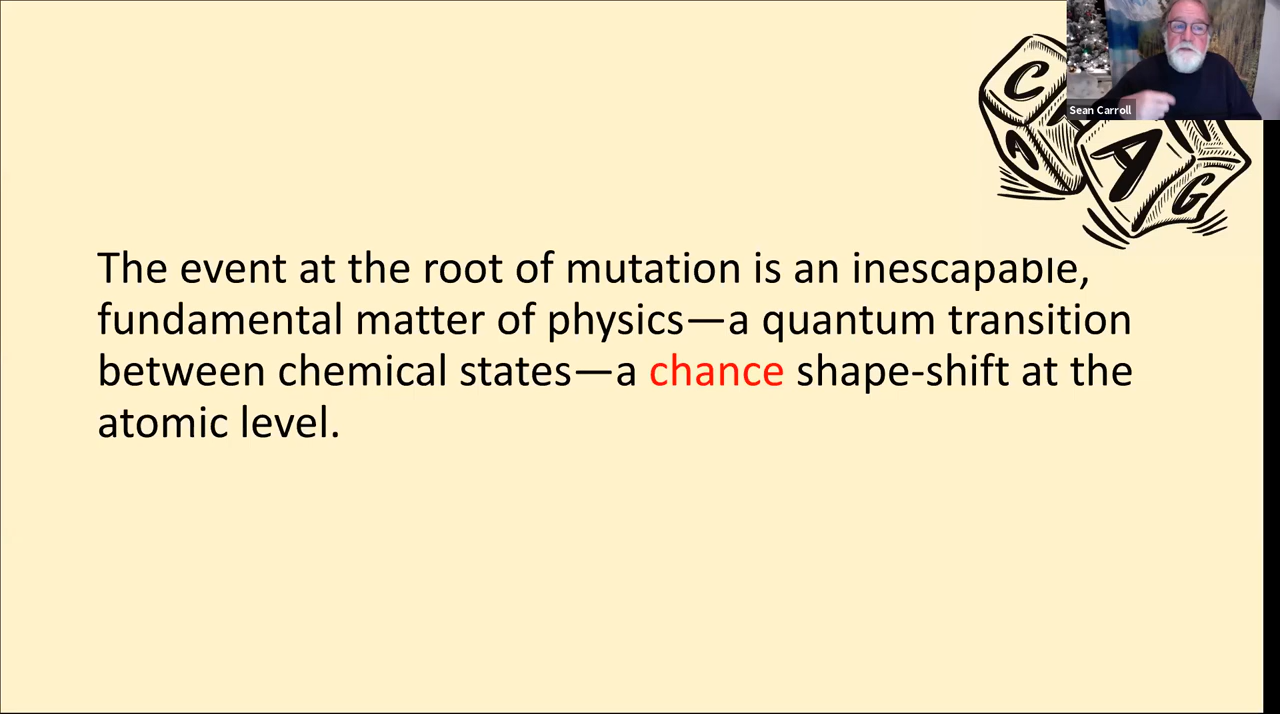 C
A
A
G
Sean Carroll
The event at the root of mutation is an inescapable,
fundamental matter of physics—a quantum transition
between chemical states—a chance shape-shift at the
atomic level.